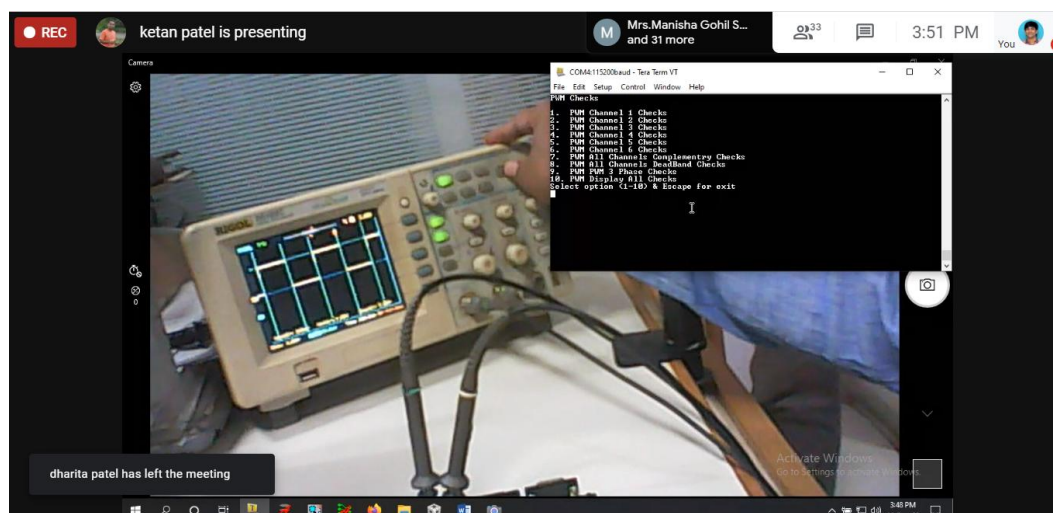 REC
ketan patel is presenting
M
Mrs.Manisha Gohil S...
and 31 more
33
3:51 PM
You
Camera
COM4:115200baud - Tera Term VT
File Edit Setup Control Window Help
PWM Checks
1. PWM Channel 1 Checks
2. PWM Channel 2 Checks
3. PWM Channel 3 Checks
4. PWM Channel 4 Checks
5. PWM Channel 5 Checks
6. PWM Channel 6 Checks
7. PWM All Channels Complementry Checks
8. PWM All Channels DeadBand Checks
9. PWM PWM 3 Phase Checks
10. PWM Display All Checks
Select option (1-10) & Escape for exit
RIGOL
0
Activate Windows
Go to Settings to activate Windows.
dharita patel has left the meeting
3:48 PM